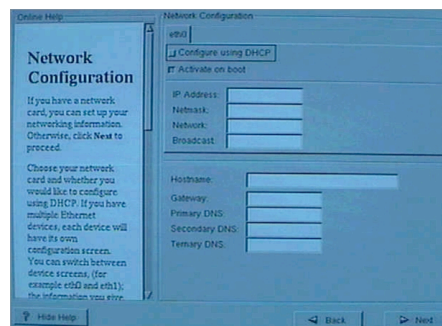 Online Help
Network
Configuration
If you have a network
card, you can set up your
networking information.
Otherwise, click Next to
proceed.
Choose your network
card and whether you
would like to configure
using DHCP. If you have
multiple Ethernet
devices, each device will
have its own
configuration screen.
You can switch between
device screens, (for
example eth0 and eth1);
the information you give
Hide Help
Network Configuration
eth0
Configure using DHCP
Activate on boot
IP Address:
Netmask:
Network:
Broadcast:
Hostname:
Gateway:
Primary DNS:
Secondary DNS:
Ternary DNS:
Back
Next